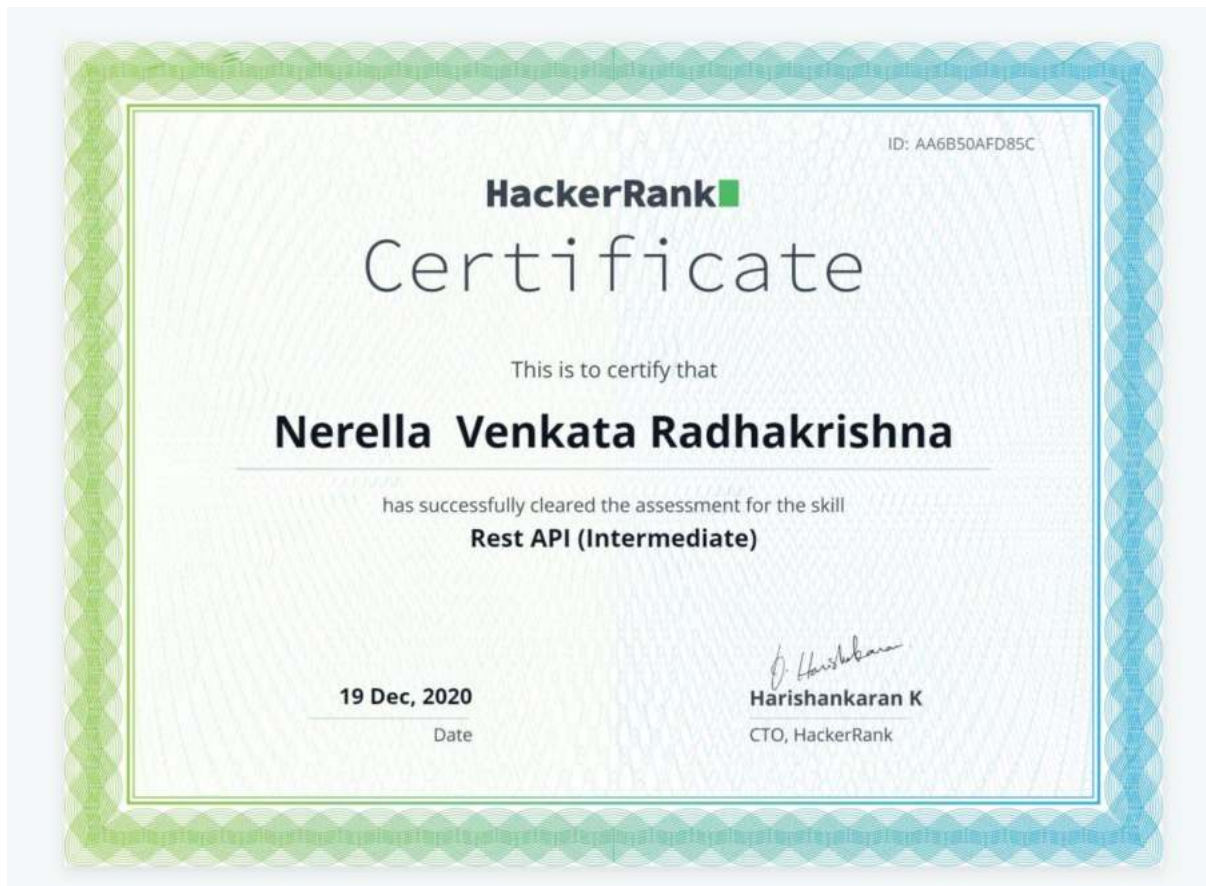 ID: AA6B50AFD85C
HackerRank
Certificate
This is to certify that
Nerella Venkata Radhakrishna
has successfully cleared the assessment for the skill
Rest API (Intermediate)
19 Dec, 2020
Date
Harishankaran K
CTO, HackerRank